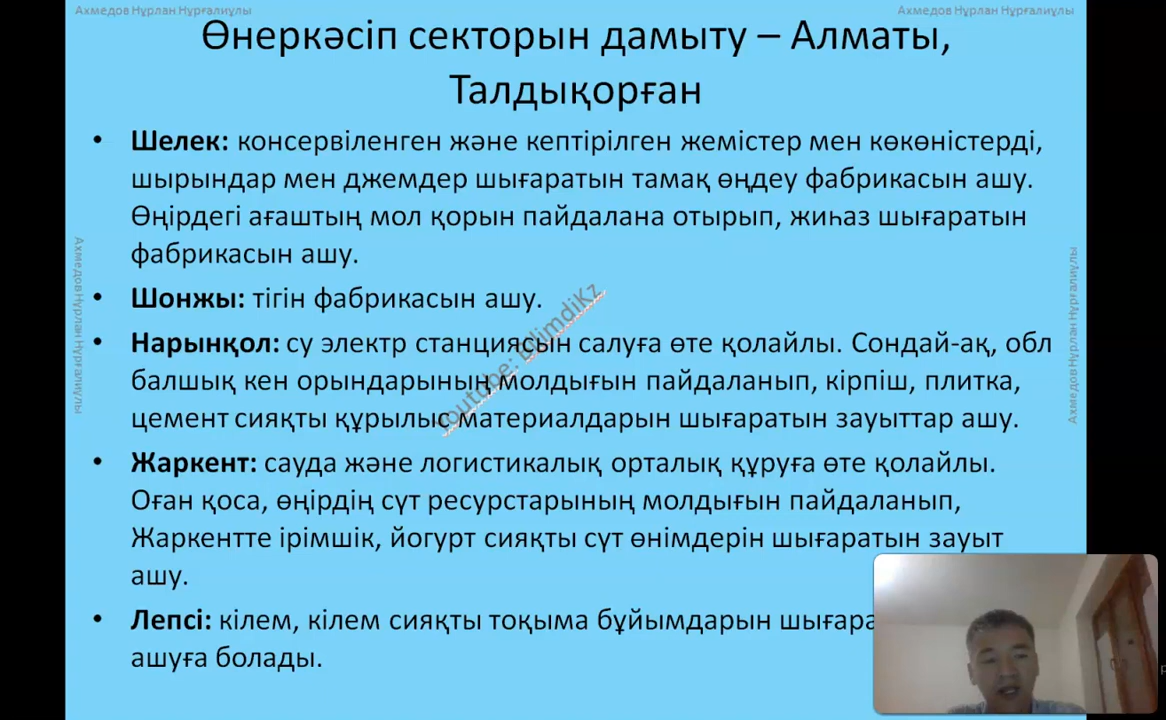 Ахмедов Нұрлан Нұрғалиұлы
Ахмедов Нұрлан Нұрғалиұлы
Өнеркәсіп секторын дамыту – Алматы,
Талдықорған
• Шелек: консервіленген және кептірілген жемістер мен көкөністерді,
шырындар мен джемдер шығаратын тамақ өңдеу фабрикасын ашу.
Өңірдегі ағаштың мол қорын пайдалана отырып, жиһаз шығаратын
фабрикасын ашу.
• Шонжы: тігін фабрикасын ашу.
• Нарынқол: су электр станциясын салуға өте қолайлы. Сондай-ақ, обл
балшық кен орындарының молдығын пайдаланып, кірпіш, плитка,
цемент сияқты құрылыс материалдарын шығаратын зауыттар ашу.
• Жаркент: сауда және логистикалық орталық құруға өте қолайлы.
Оған қоса, өңірдің сүт ресурстарының молдығын пайдаланып,
Жаркентте ірімшік, йогурт сияқты сүт өнімдерін шығаратын зауыт
ашу.
• Лепсі: кілем, кілем сияқты тоқыма бұйымдарын шығара
ашуға болады.
Ахмедов Нұрлан Нұрғалиұлы
Ахмедов Нұрлан Нұрғалиұлы
Youtube: BilimdiKz